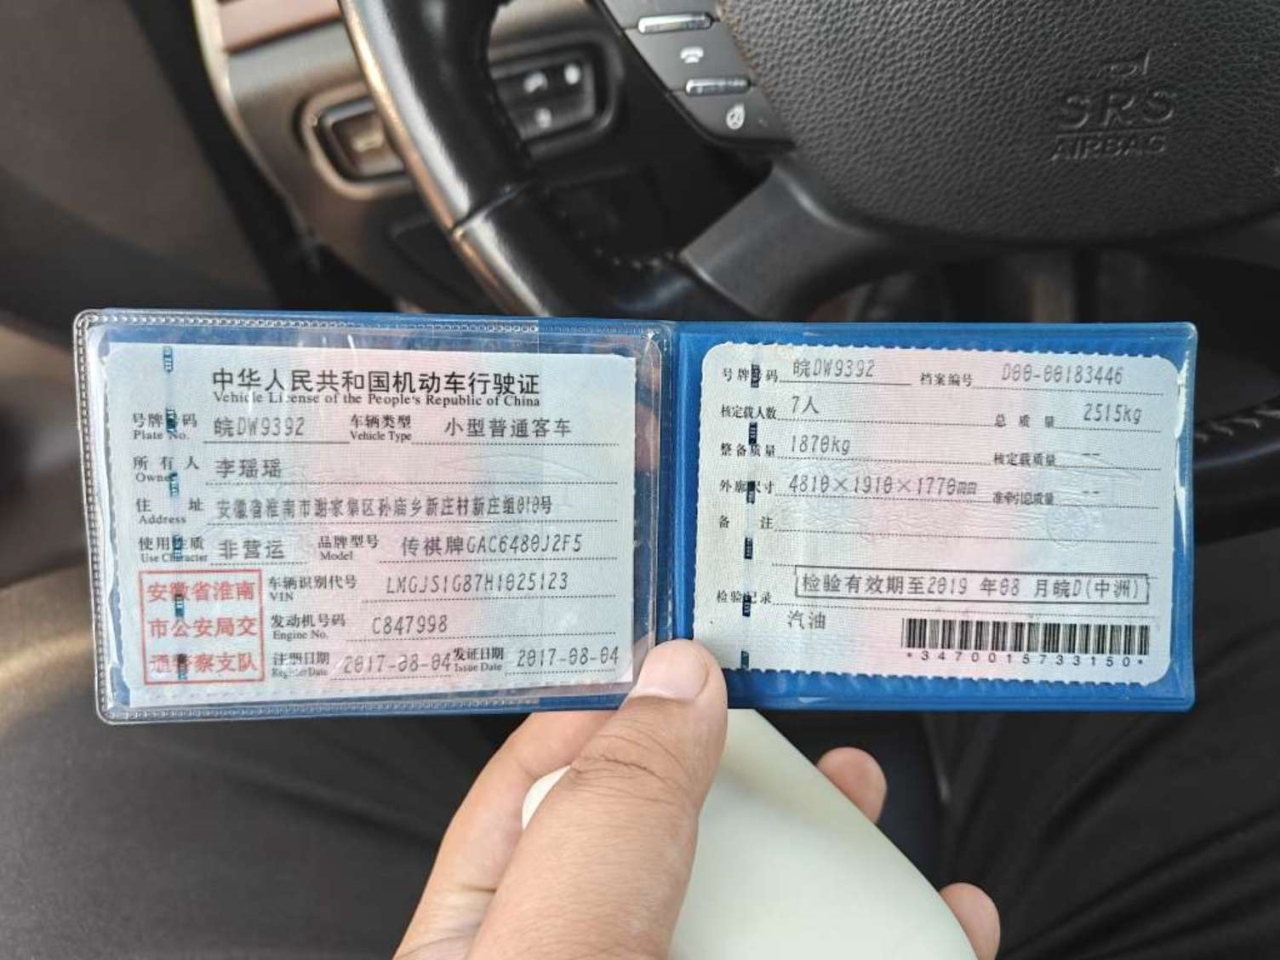 SRS
AIRBAG
中华人民共和国机动车行驶证
Vehicle License of the People's Republic of China
号牌号码 皖DW9392 车辆类型 小型普通客车
Plate No. Vehicle Type
所有人 李瑶瑶
Owner
住址 安徽省淮南市谢家集区孙庙乡新庄村新庄组010号
Address
使用性质 非营运 品牌型号 传祺牌GAC6480J2F5
Use Character Model
安徽省淮南
市公安局交
通警察支队
车辆识别代号 LMGJS1G87H1025123
VIN
发动机号码 C847998
Engine No.
注册日期 2017-08-04 发证日期 2017-08-04
Register Date Issue Date
号牌号码 皖DW9392 档案编号 D00-00183446
核定载人数 7人 总质量 2515kg
整备质量 1870kg 核定载质量 --
外廓尺寸 4810×1910×1770mm 准牵引总质量 --
备注
检验记录 检验有效期至2019 年08 月皖D(中洲)
汽油
*3470015733150*